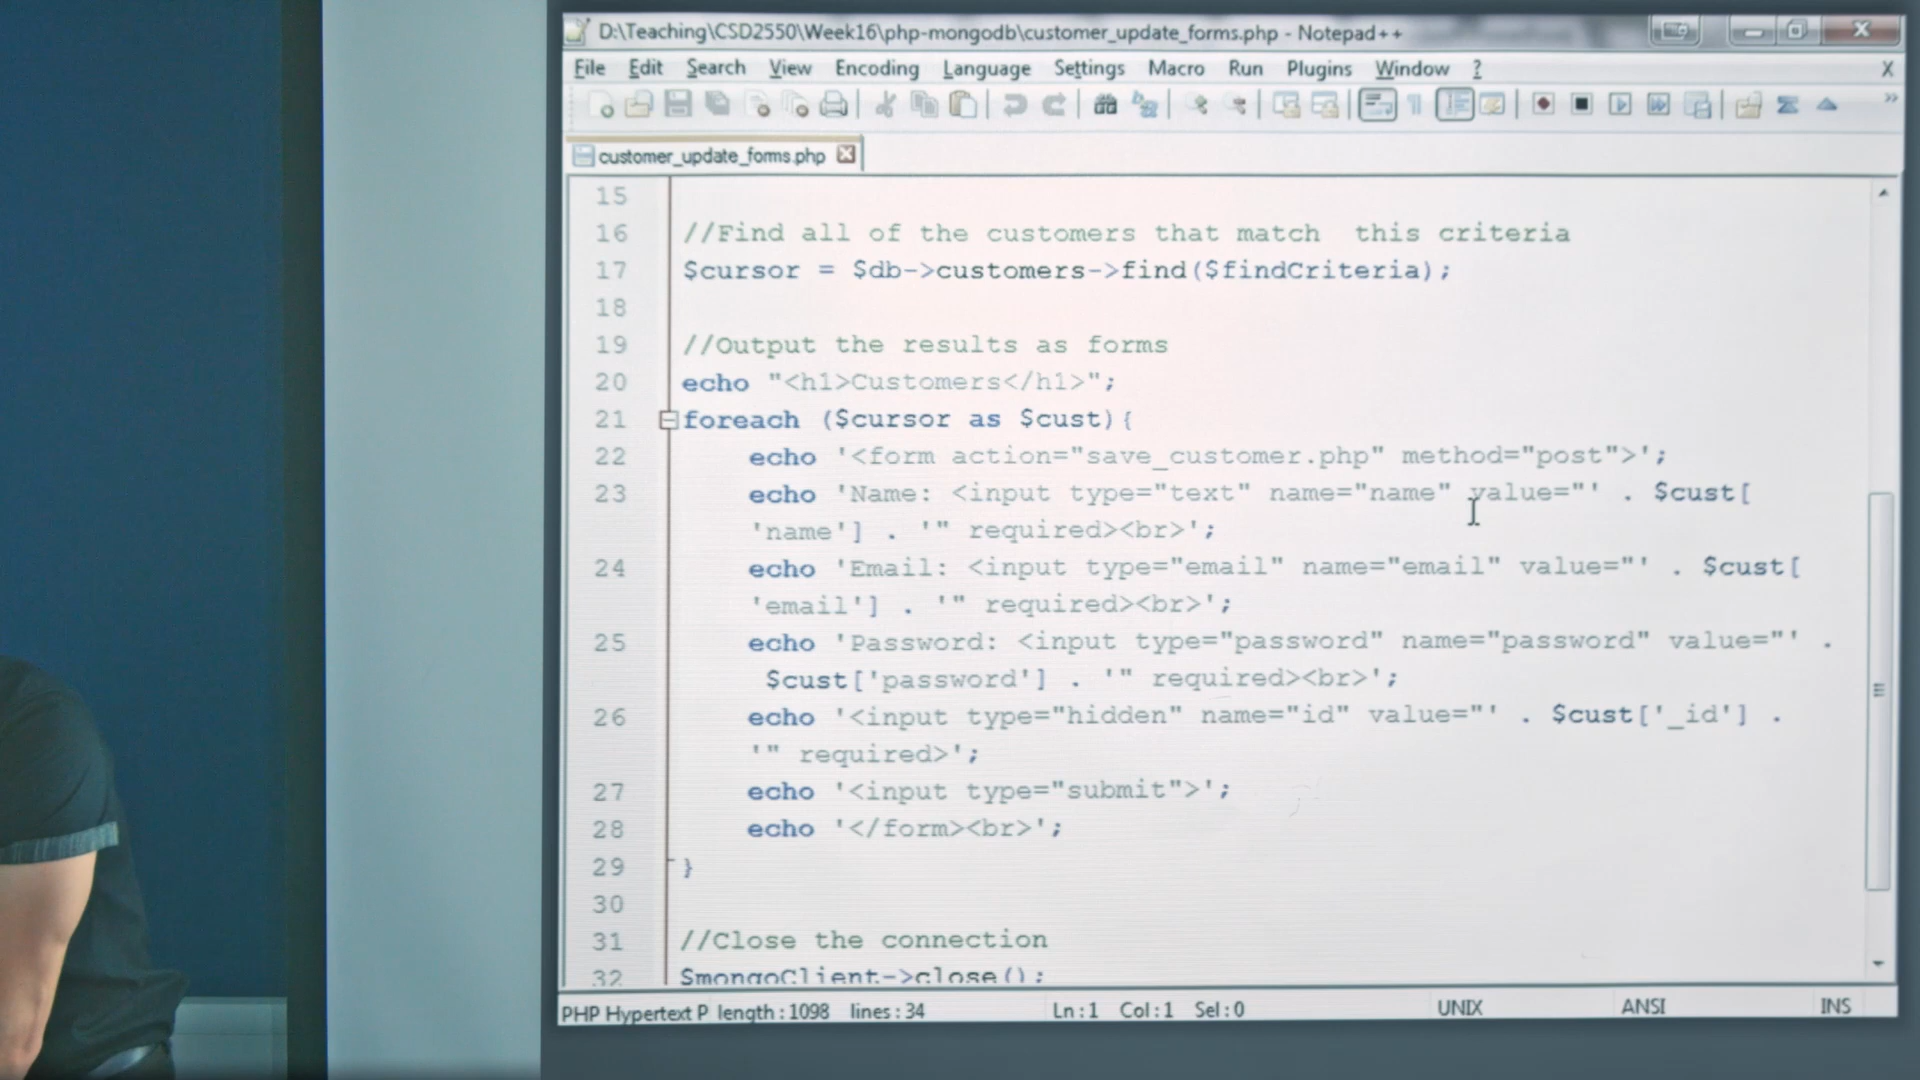 D:\Teaching\CSD2550\Week16\php-mongodb\customer_update_forms.php - Notepad++
File Edit Search View Encoding Language Settings Macro Run Plugins Window ? X
customer_update_forms.php
15
16 //Find all of the customers that match  this criteria
17 $cursor = $db->customers->find($findCriteria);
18
19 //Output the results as forms
20 echo "<h1>Customers</h1>";
21 foreach ($cursor as $cust){
22 echo '<form action="save_customer.php" method="post">';
23 echo 'Name: <input type="text" name="name" value="' . $cust[
'name'] . '" required><br>';
24 echo 'Email: <input type="email" name="email" value="' . $cust[
'email'] . '" required><br>';
25 echo 'Password: <input type="password" name="password" value="' .
$cust['password'] . '" required><br>';
26 echo '<input type="hidden" name="id" value="' . $cust['_id'] .
'" required>';
27 echo '<input type="submit">';
28 echo '</form><br>';
29 }
30
31 //Close the connection
32 $mongoClient->close();
PHP Hypertext P length : 1098 lines : 34 Ln : 1 Col : 1 Sel : 0 UNIX ANSI INS